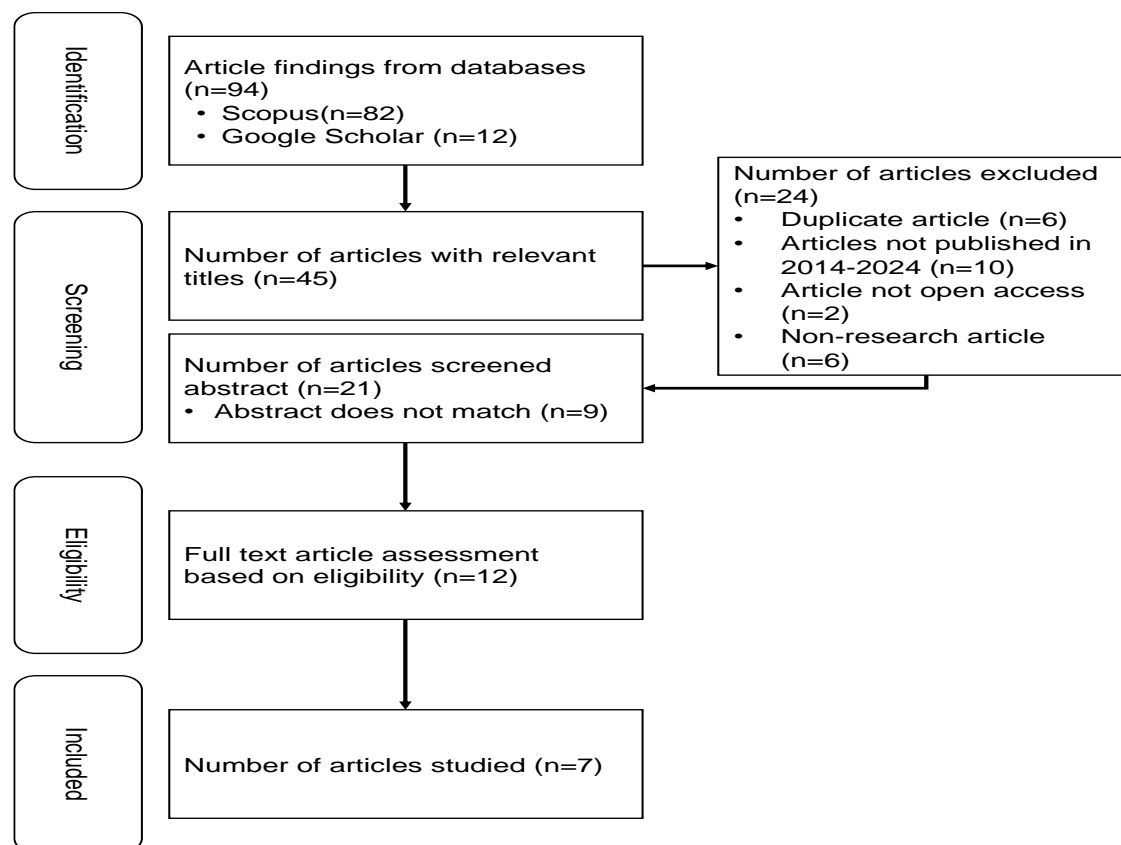 Identification
Article findings from databases
(n=94)
• Scopus(n=82)
• Google Scholar (n=12)
Screening
Number of articles with relevant
titles (n=45)
Number of articles excluded
(n=24)
• Duplicate article (n=6)
• Articles not published in
2014-2024 (n=10)
• Article not open access
(n=2)
• Non-research article
(n=6)
Number of articles screened
abstract (n=21)
• Abstract does not match (n=9)
Eligibility
Full text article assessment
based on eligibility (n=12)
Included
Number of articles studied (n=7)